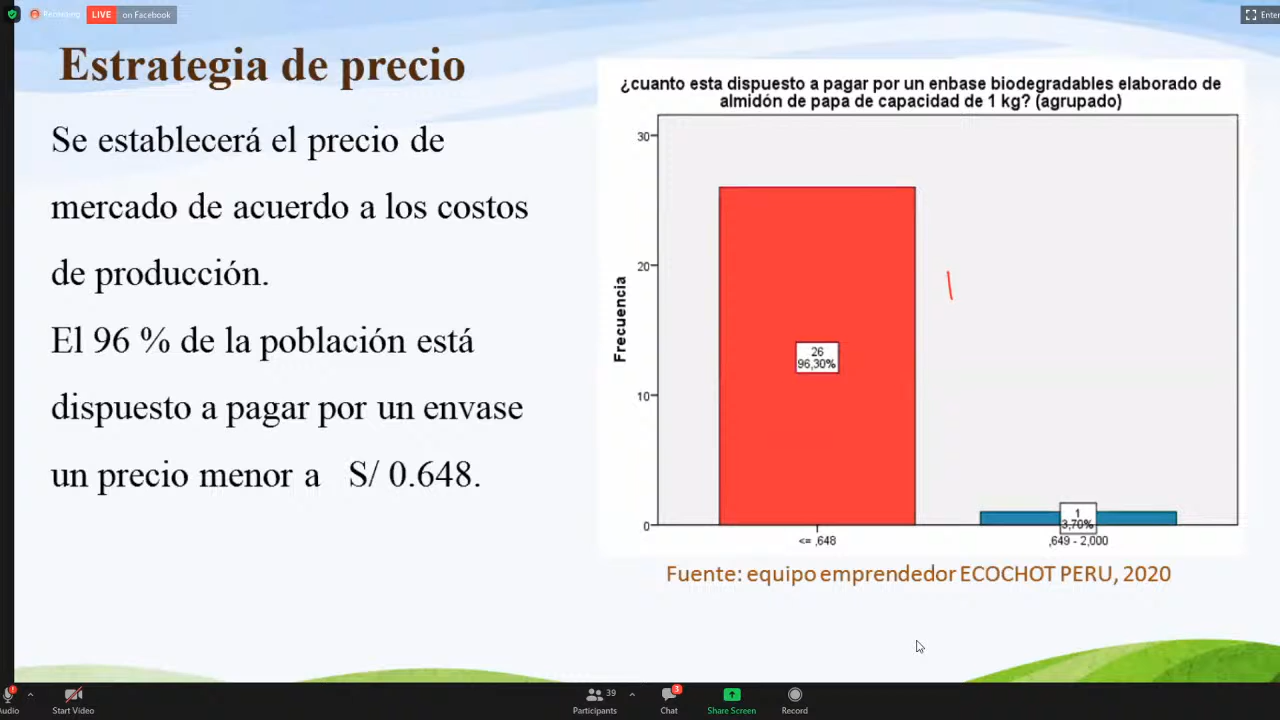 LIVE on Facebook
Enter
Estrategia de precio
Se establecerá el precio de
mercado de acuerdo a los costos
de producción.
El 96 % de la población está
dispuesto a pagar por un envase
un precio menor a S/ 0.648.
¿cuanto esta dispuesto a pagar por un enbase biodegradables elaborado de
almidón de papa de capacidad de 1 kg? (agrupado)
Frecuencia
30
20
10
0
26
96,30%
1
3,70%
<= ,648
,649 - 2,000
Fuente: equipo emprendedor ECOCHOT PERU, 2020
Audio
Start Video
Participants
39
Chat
3
Share Screen
Record